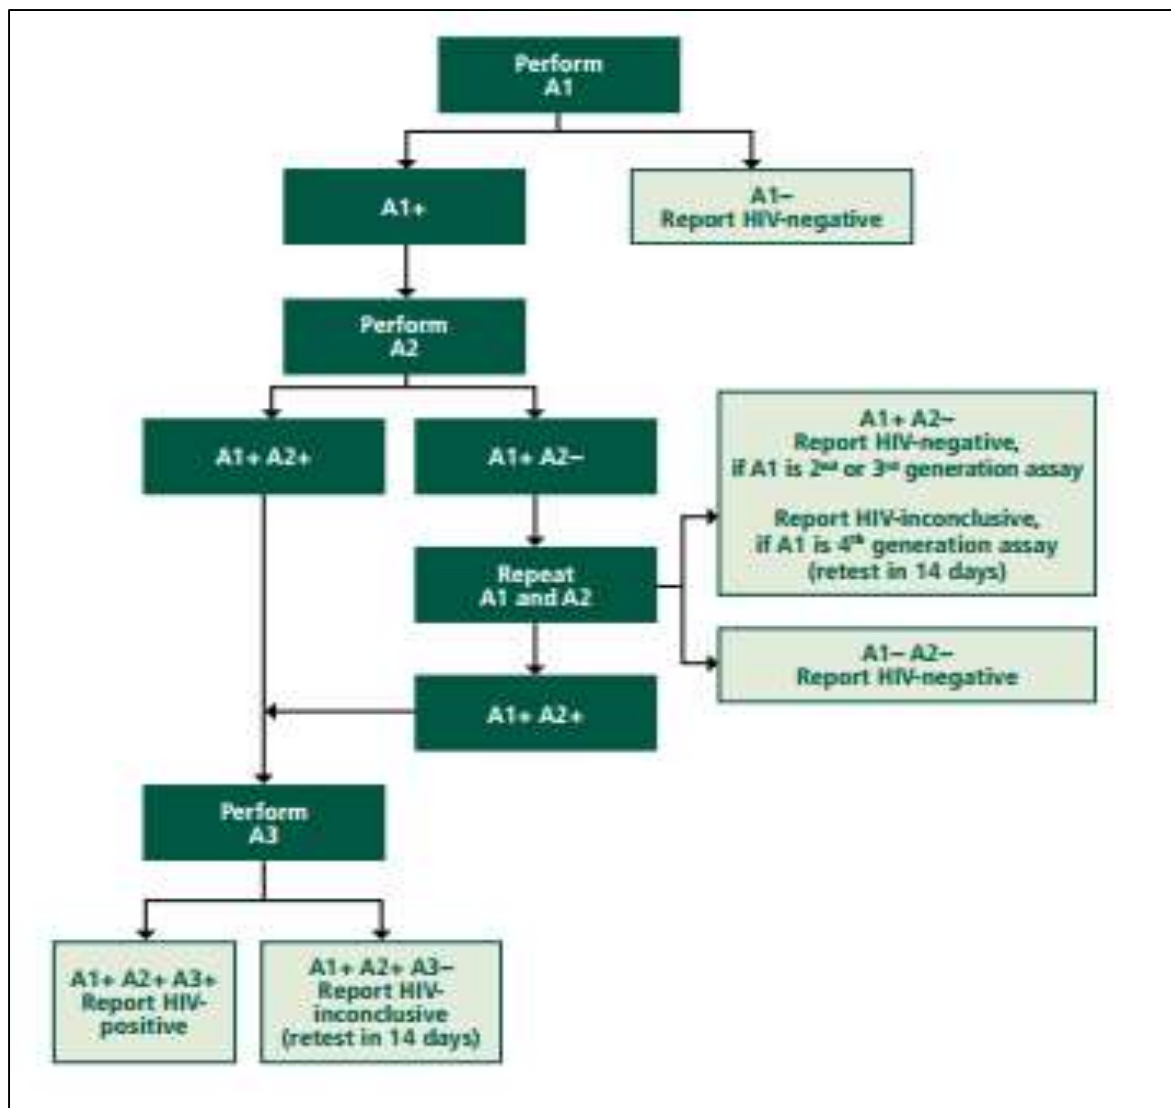 Perform
A1
A1+
A1–
Report HIV-negative
Perform
A2
A1+ A2+
A1+ A2–
A1+ A2–
Report HIV-negative,
if A1 is 2nd or 3rd generation assay
Report HIV-inconclusive,
if A1 is 4th generation assay
(retest in 14 days)
Repeat
A1 and A2
A1– A2–
Report HIV-negative
A1+ A2+
Perform
A3
A1+ A2+ A3+
Report HIV-
positive
A1+ A2+ A3–
Report HIV-
inconclusive
(retest in 14 days)